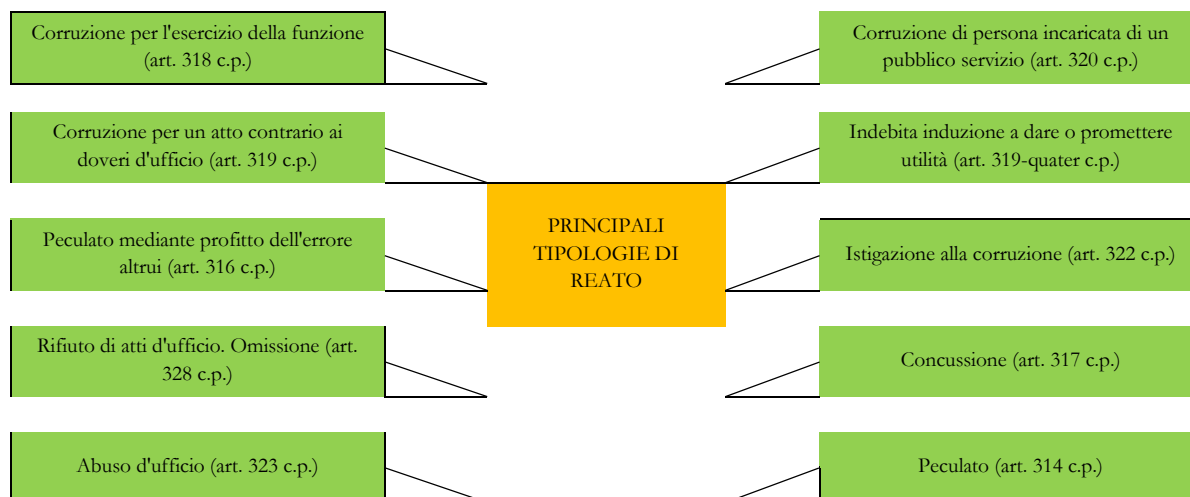 Corruzione per l'esercizio della funzione
(art. 318 c.p.)
Corruzione di persona incaricata di un
pubblico servizio (art. 320 c.p.)
Corruzione per un atto contrario ai
doveri d'ufficio (art. 319 c.p.)
Indebita induzione a dare o promettere
utilità (art. 319-quater c.p.)
PRINCIPALI
TIPOLOGIE DI
REATO
Peculato mediante profitto dell'errore
altrui (art. 316 c.p.)
Istigazione alla corruzione (art. 322 c.p.)
Rifiuto di atti d'ufficio. Omissione (art.
328 c.p.)
Concussione (art. 317 c.p.)
Abuso d'ufficio (art. 323 c.p.)
Peculato (art. 314 c.p.)